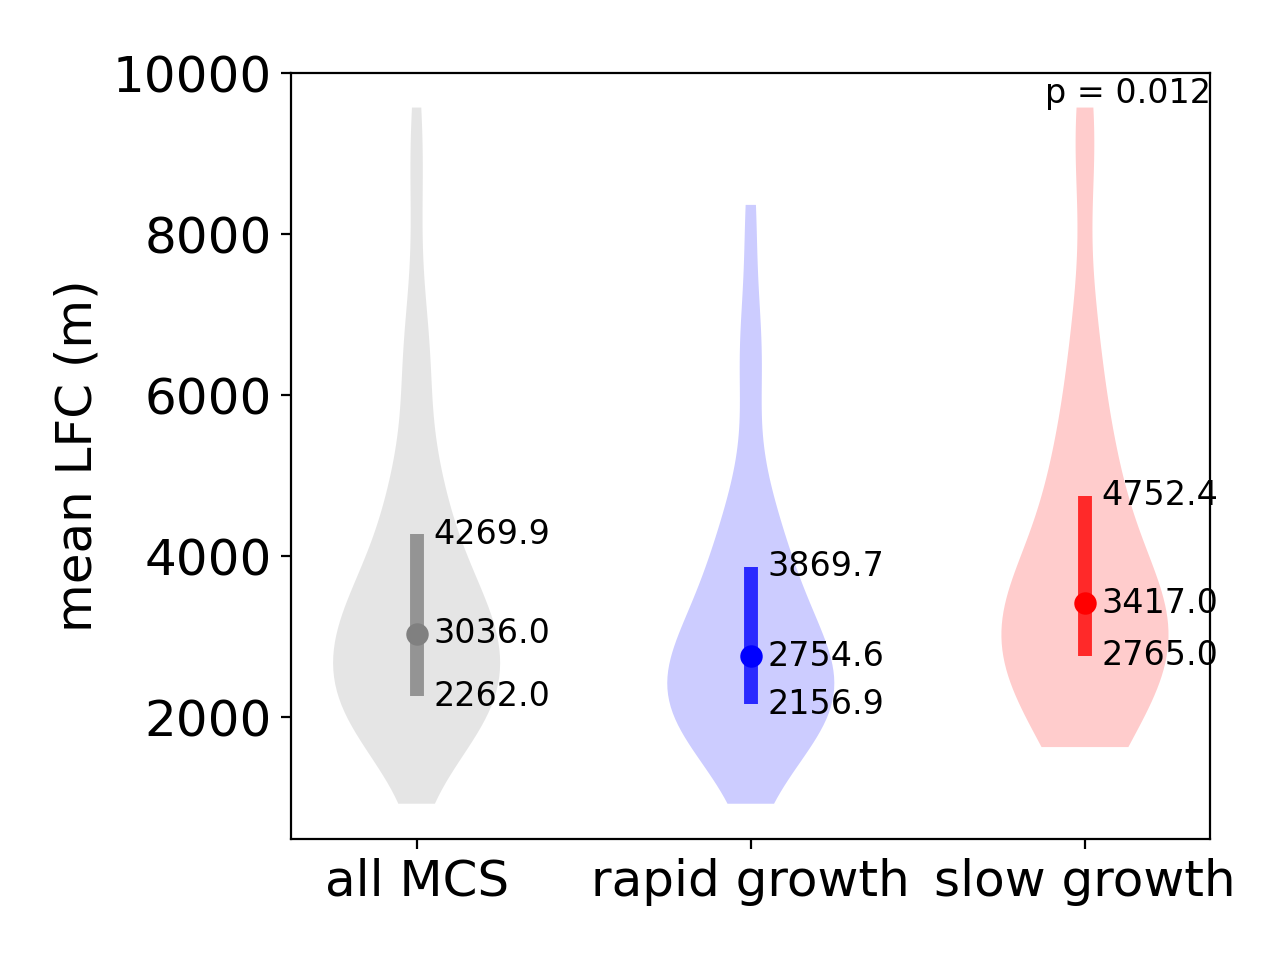 10000
8000
6000
4000
2000
mean LFC (m)
p = 0.012
4269.9
3036.0
2262.0
3869.7
2754.6
2156.9
4752.4
3417.0
2765.0
all MCS
rapid growth
slow growth